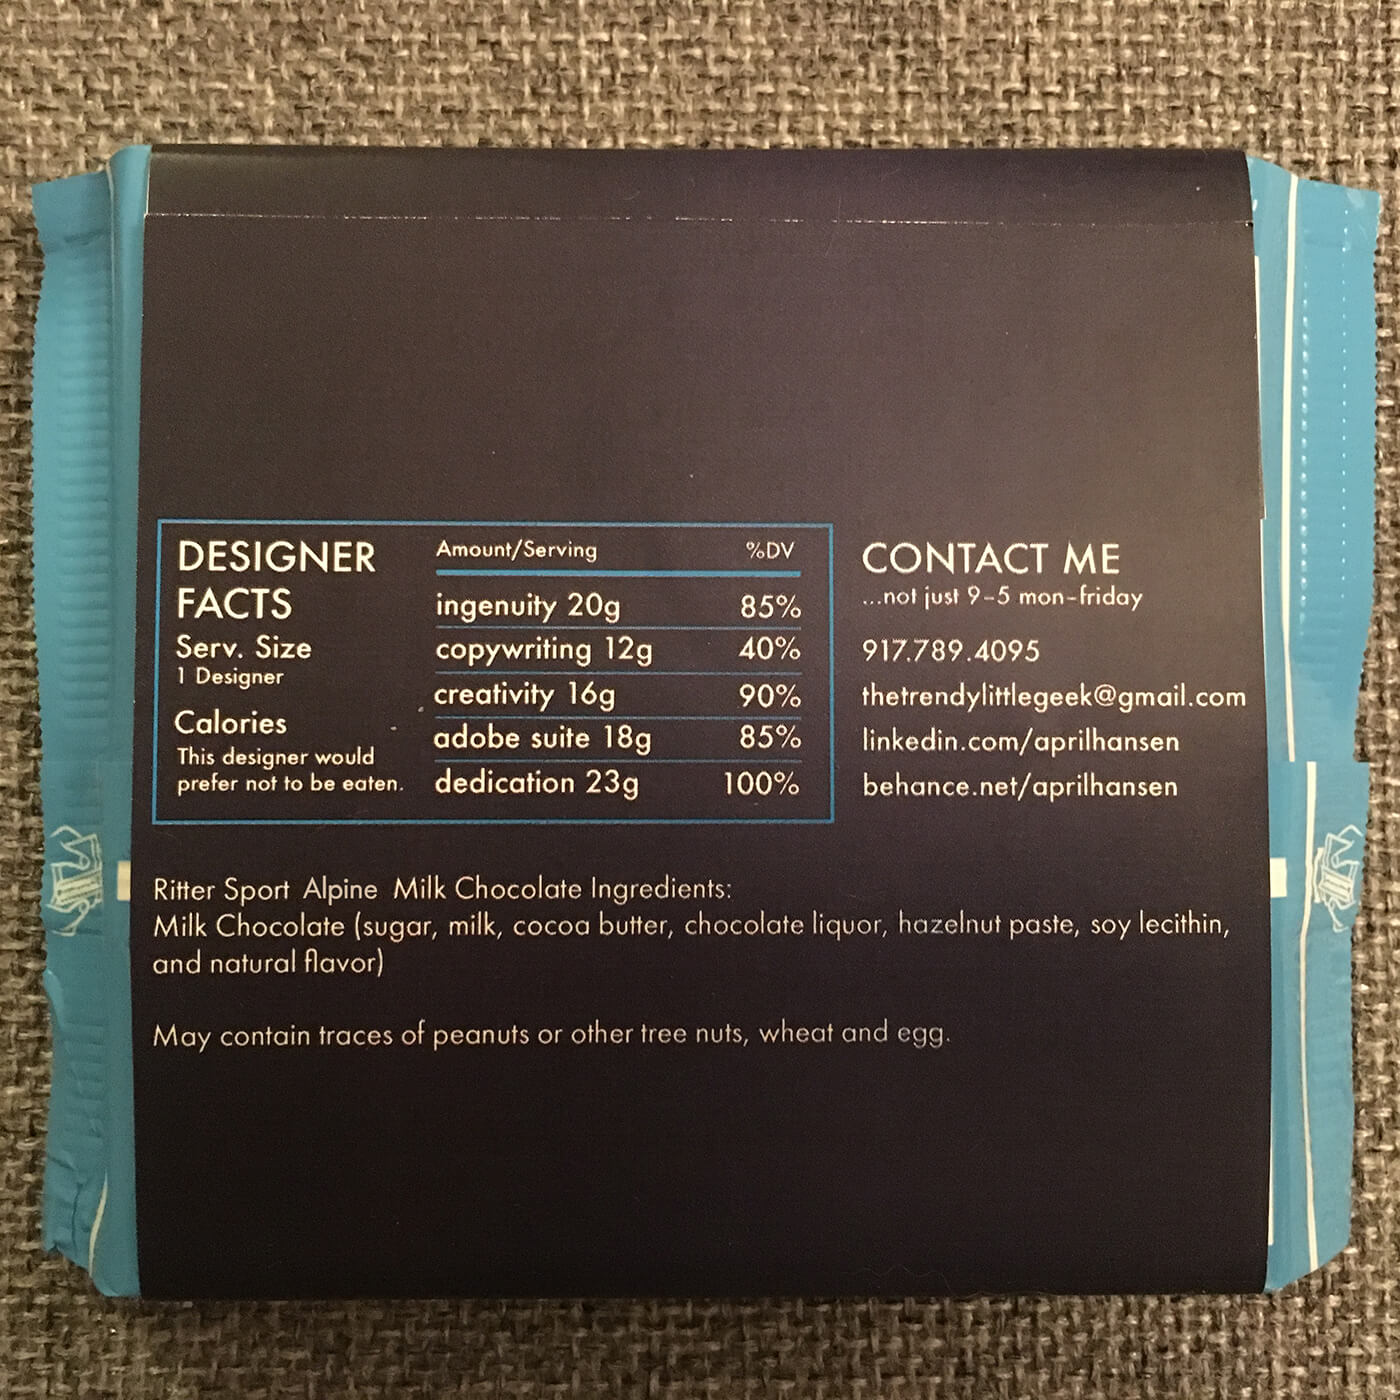 DESIGNER
FACTS
Serv. Size
1 Designer
Calories
This designer would
prefer not to be eaten.
Amount/Serving %DV
ingenuity 20g 85%
copywriting 12g 40%
creativity 16g 90%
adobe suite 18g 85%
dedication 23g 100%
CONTACT ME
...not just 9-5 mon-friday
917.789.4095
thetrendylittlegeek@gmail.com
linkedin.com/aprilhansen
behance.net/aprilhansen
Ritter Sport Alpine Milk Chocolate Ingredients:
Milk Chocolate (sugar, milk, cocoa butter, chocolate liquor, hazelnut paste, soy lecithin,
and natural flavor)
May contain traces of peanuts or other tree nuts, wheat and egg.